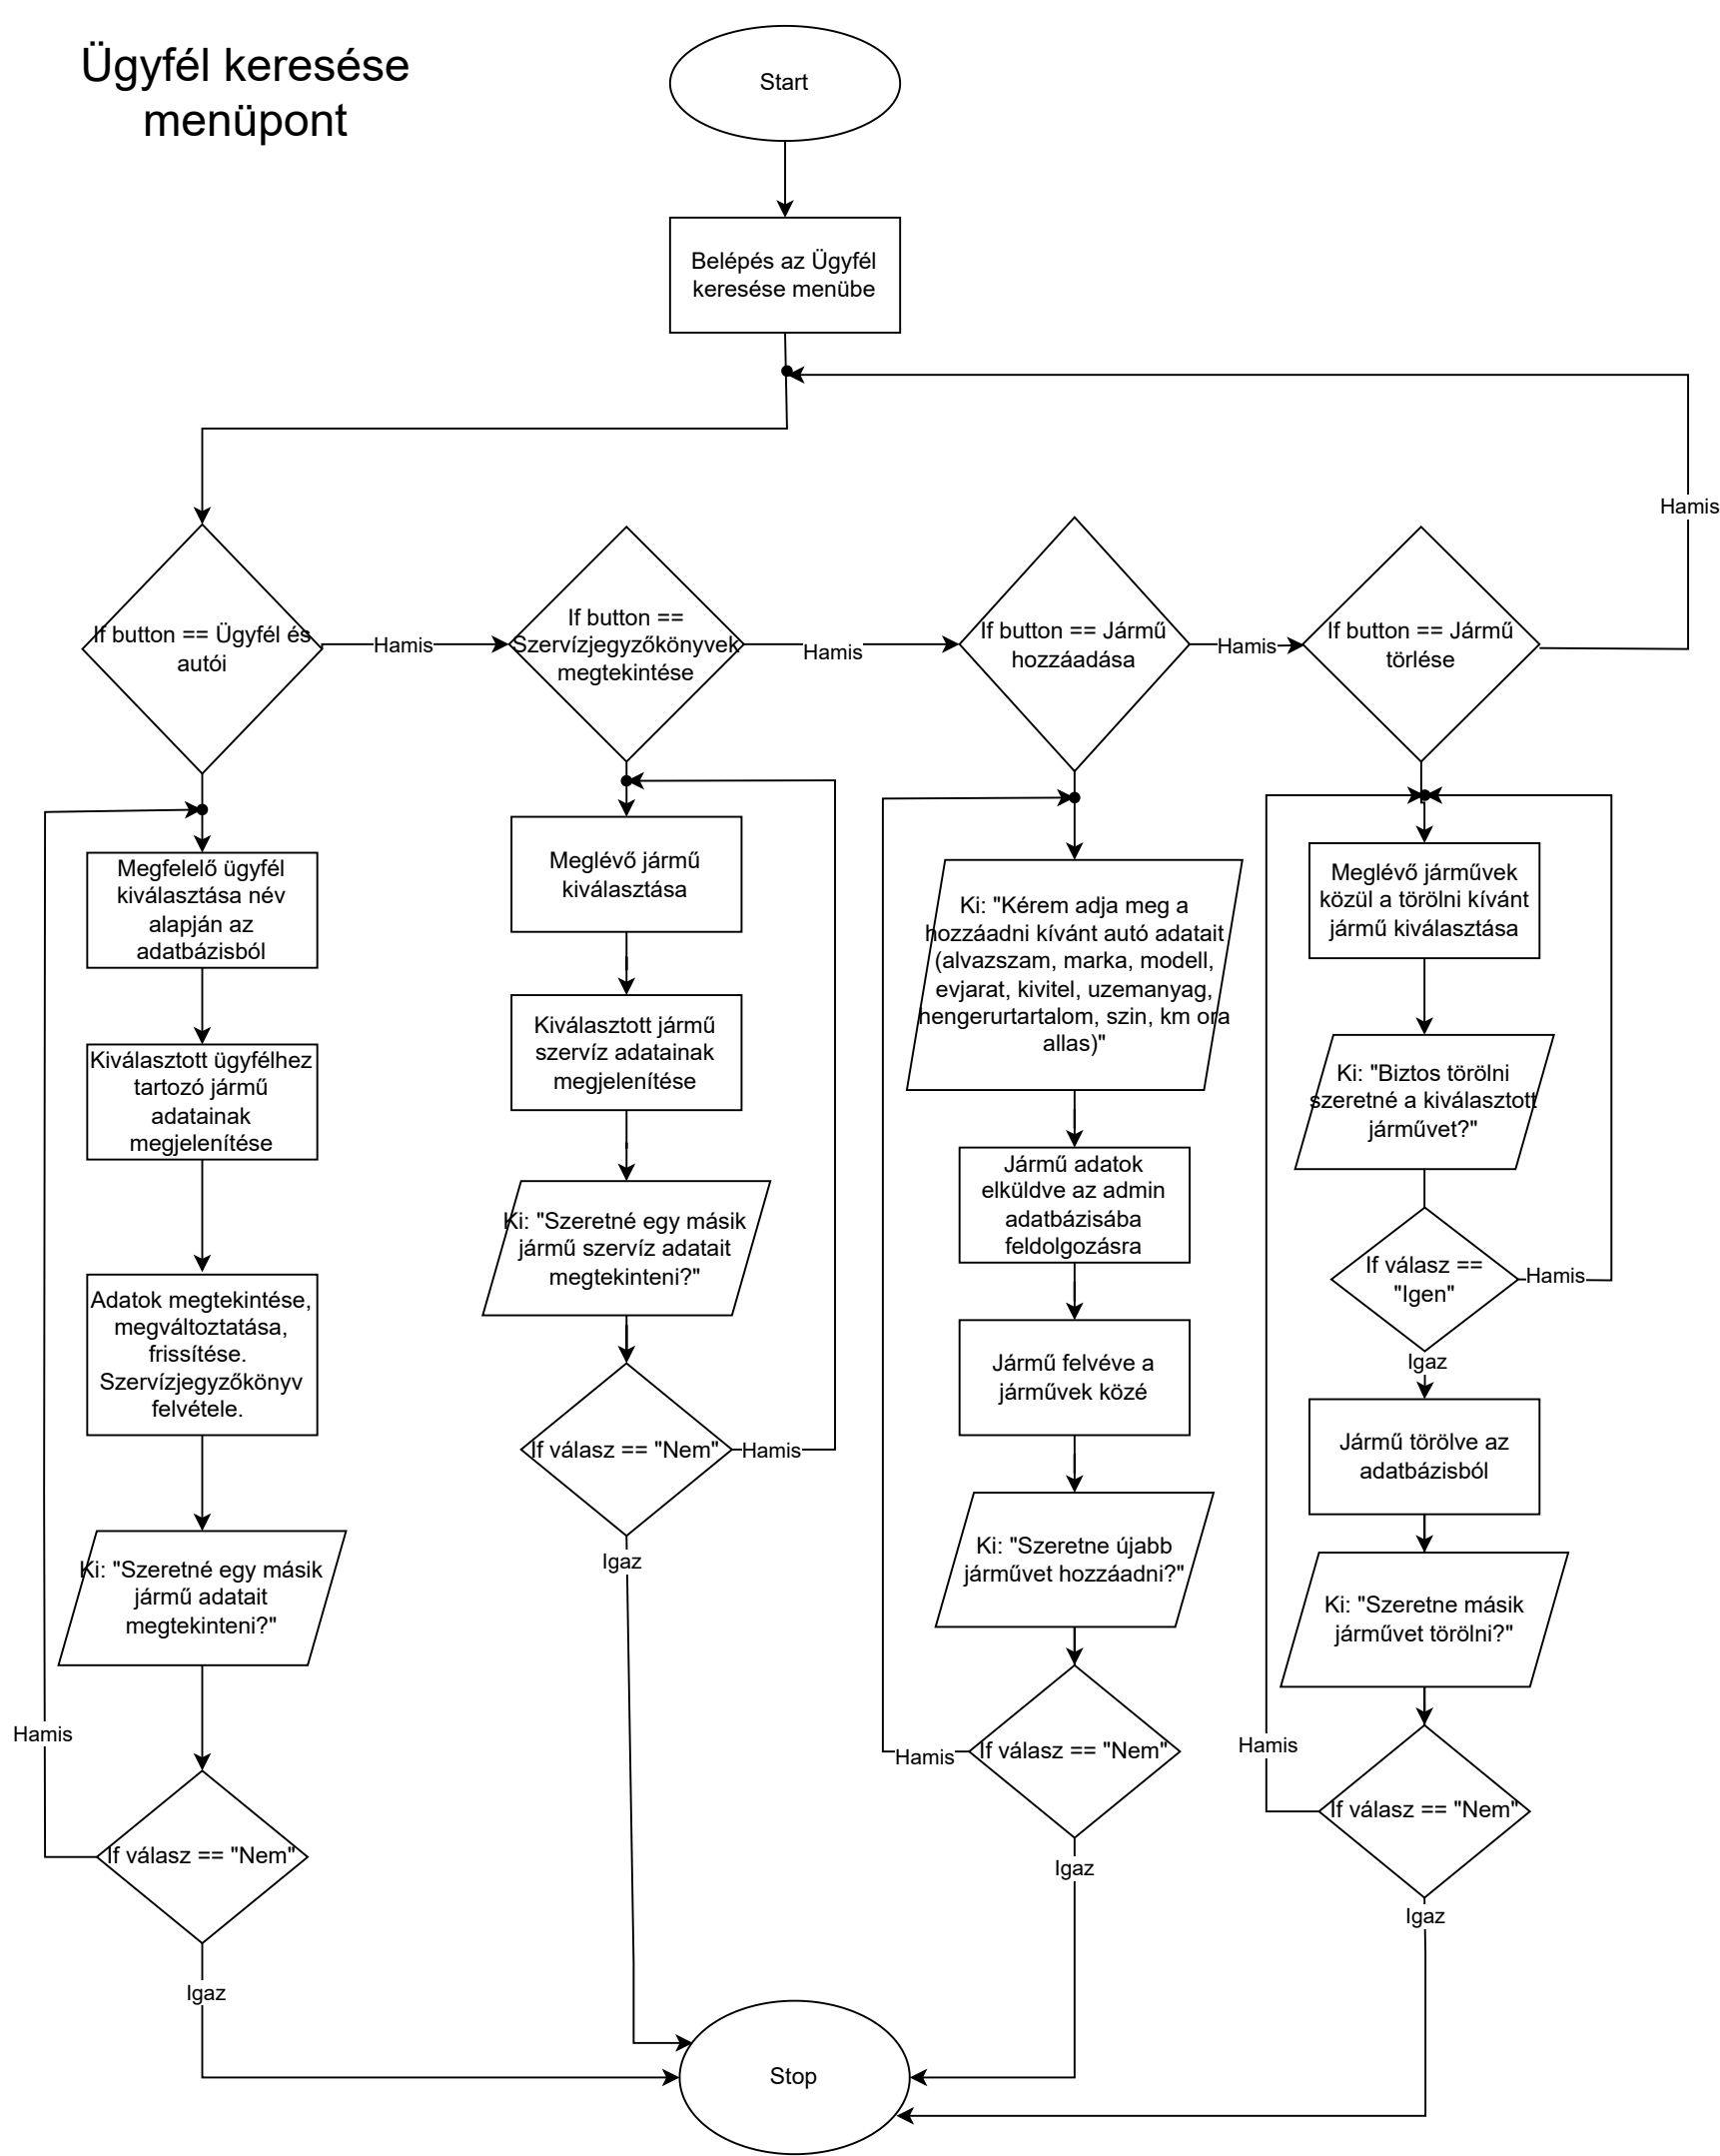 Ügyfél keresése
menüpont
Start
Belépés az Ügyfél
keresése menübe
Hamis
If button == Ügyfél és
autói
Hamis
If button ==
Szervízjegyzőkönyvek
megtekintése
Hamis
If button == Jármű
hozzáadása
Hamis
If button == Jármű
törlése
Megfelelő ügyfél
kiválasztása név
alapján az
adatbázisból
Kiválasztott ügyfélhez
tartozó jármű
adatainak
megjelenítése
Adatok megtekintése,
megváltoztatása,
frissítése.
Szervízjegyzőkönyv
felvétele.
Ki: "Szeretné egy másik
jármű adatait
megtekinteni?"
Hamis
If válasz == "Nem"
Igaz
Meglévő jármű
kiválasztása
Kiválasztott jármű
szervíz adatainak
megjelenítése
Ki: "Szeretné egy másik
jármű szervíz adatait
megtekinteni?"
If válasz == "Nem"
Hamis
Igaz
Ki: "Kérem adja meg a
hozzáadni kívánt autó adatait
(alvazszam, marka, modell,
evjarat, kivitel, uzemanyag,
hengerurtartalom, szin, km ora
allas)"
Jármű adatok
elküldve az admin
adatbázisába
feldolgozásra
Jármű felvéve a
járművek közé
Ki: "Szeretne újabb
járművet hozzáadni?"
Hamis
If válasz == "Nem"
Igaz
Meglévő járművek
közül a törölni kívánt
jármű kiválasztása
Ki: "Biztos törölni
szeretné a kiválasztott
járművet?"
If válasz ==
"Igen"
Hamis
Igaz
Jármű törölve az
adatbázisból
Ki: "Szeretne másik
járművet törölni?"
Hamis
If válasz == "Nem"
Igaz
Stop